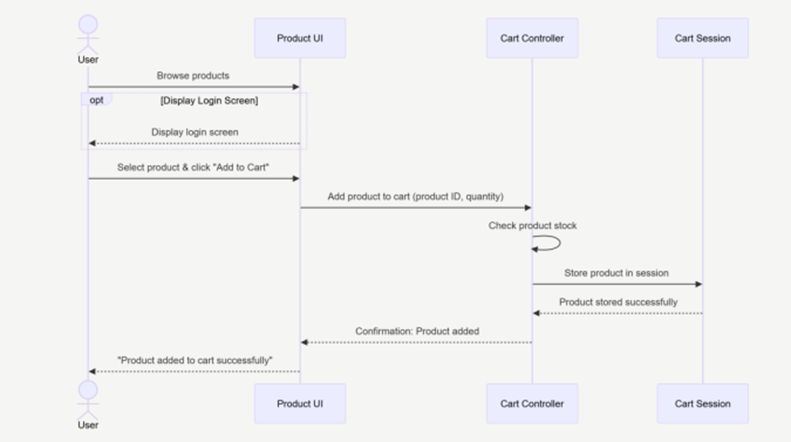 User
Product UI
Cart Controller
Cart Session
Browse products
opt
[Display Login Screen]
Display login screen
Select product & click "Add to Cart"
Add product to cart (product ID, quantity)
Check product stock
Store product in session
Product stored successfully
Confirmation: Product added
"Product added to cart successfully"
User
Product UI
Cart Controller
Cart Session